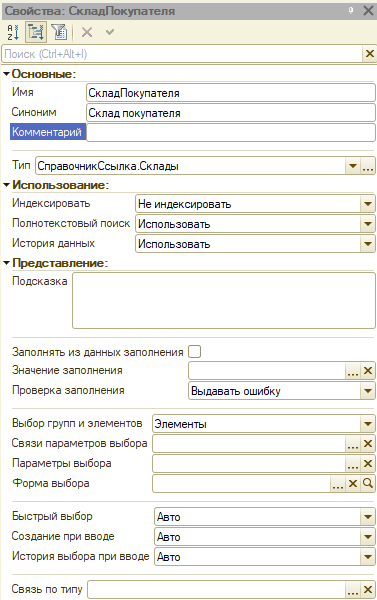 Свойства: СкладПокупателя
Поиск (Ctrl+Alt+I)
Основные:
Имя СкладПокупателя
Синоним Склад покупателя
Комментарий
Тип СправочникСсылка.Склады
Использование:
Индексировать Не индексировать
Полнотекстовый поиск Использовать
История данных Использовать
Представление:
Подсказка
Заполнять из данных заполнения
Значение заполнения
Проверка заполнения Выдавать ошибку
Выбор групп и элементов Элементы
Связи параметров выбора
Параметры выбора
Форма выбора
Быстрый выбор Авто
Создание при вводе Авто
История выбора при вводе Авто
Связь по типу